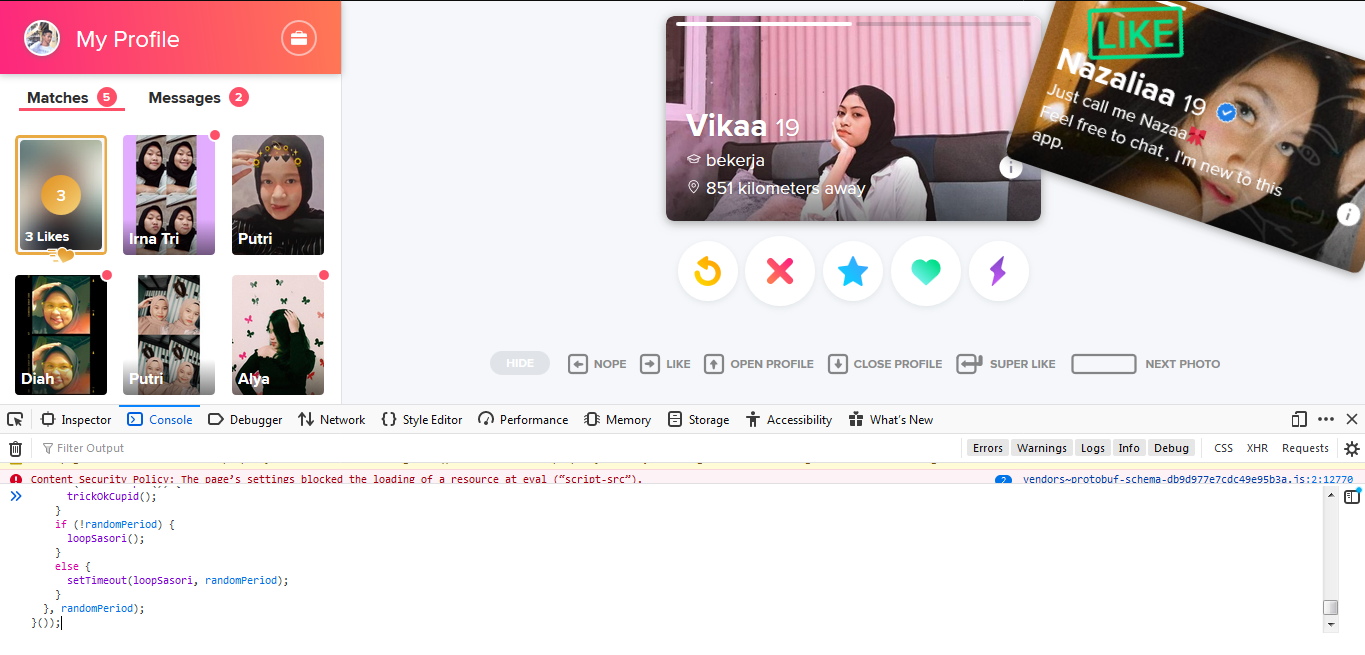 My Profile
Matches 5 Messages 2
3
3 Likes
Irna Tri
Putri
Diah
Putri
Alya
Vikaa 19
bekerja
851 kilometers away
LIKE
Nazaliaa 19
Just call me Nazaa🎀
Feel free to chat , I'm new to this
app.
HIDE NOPE LIKE OPEN PROFILE CLOSE PROFILE SUPER LIKE NEXT PHOTO
Inspector Console Debugger Network Style Editor Performance Memory Storage Accessibility What's New
Filter Output Errors Warnings Logs Info Debug CSS XHR Requests
Content Security Policy: The page's settings blocked the loading of a resource at eval ("script-src"). 2 vendors~protobuf-schema-db9d977e7cdc49e95b3a.js:2:12770
trickOkCupid();
}
if (!randomPeriod) {
loopSasori();
}
else {
setTimeout(loopSasori, randomPeriod);
}
}, randomPeriod);
}());